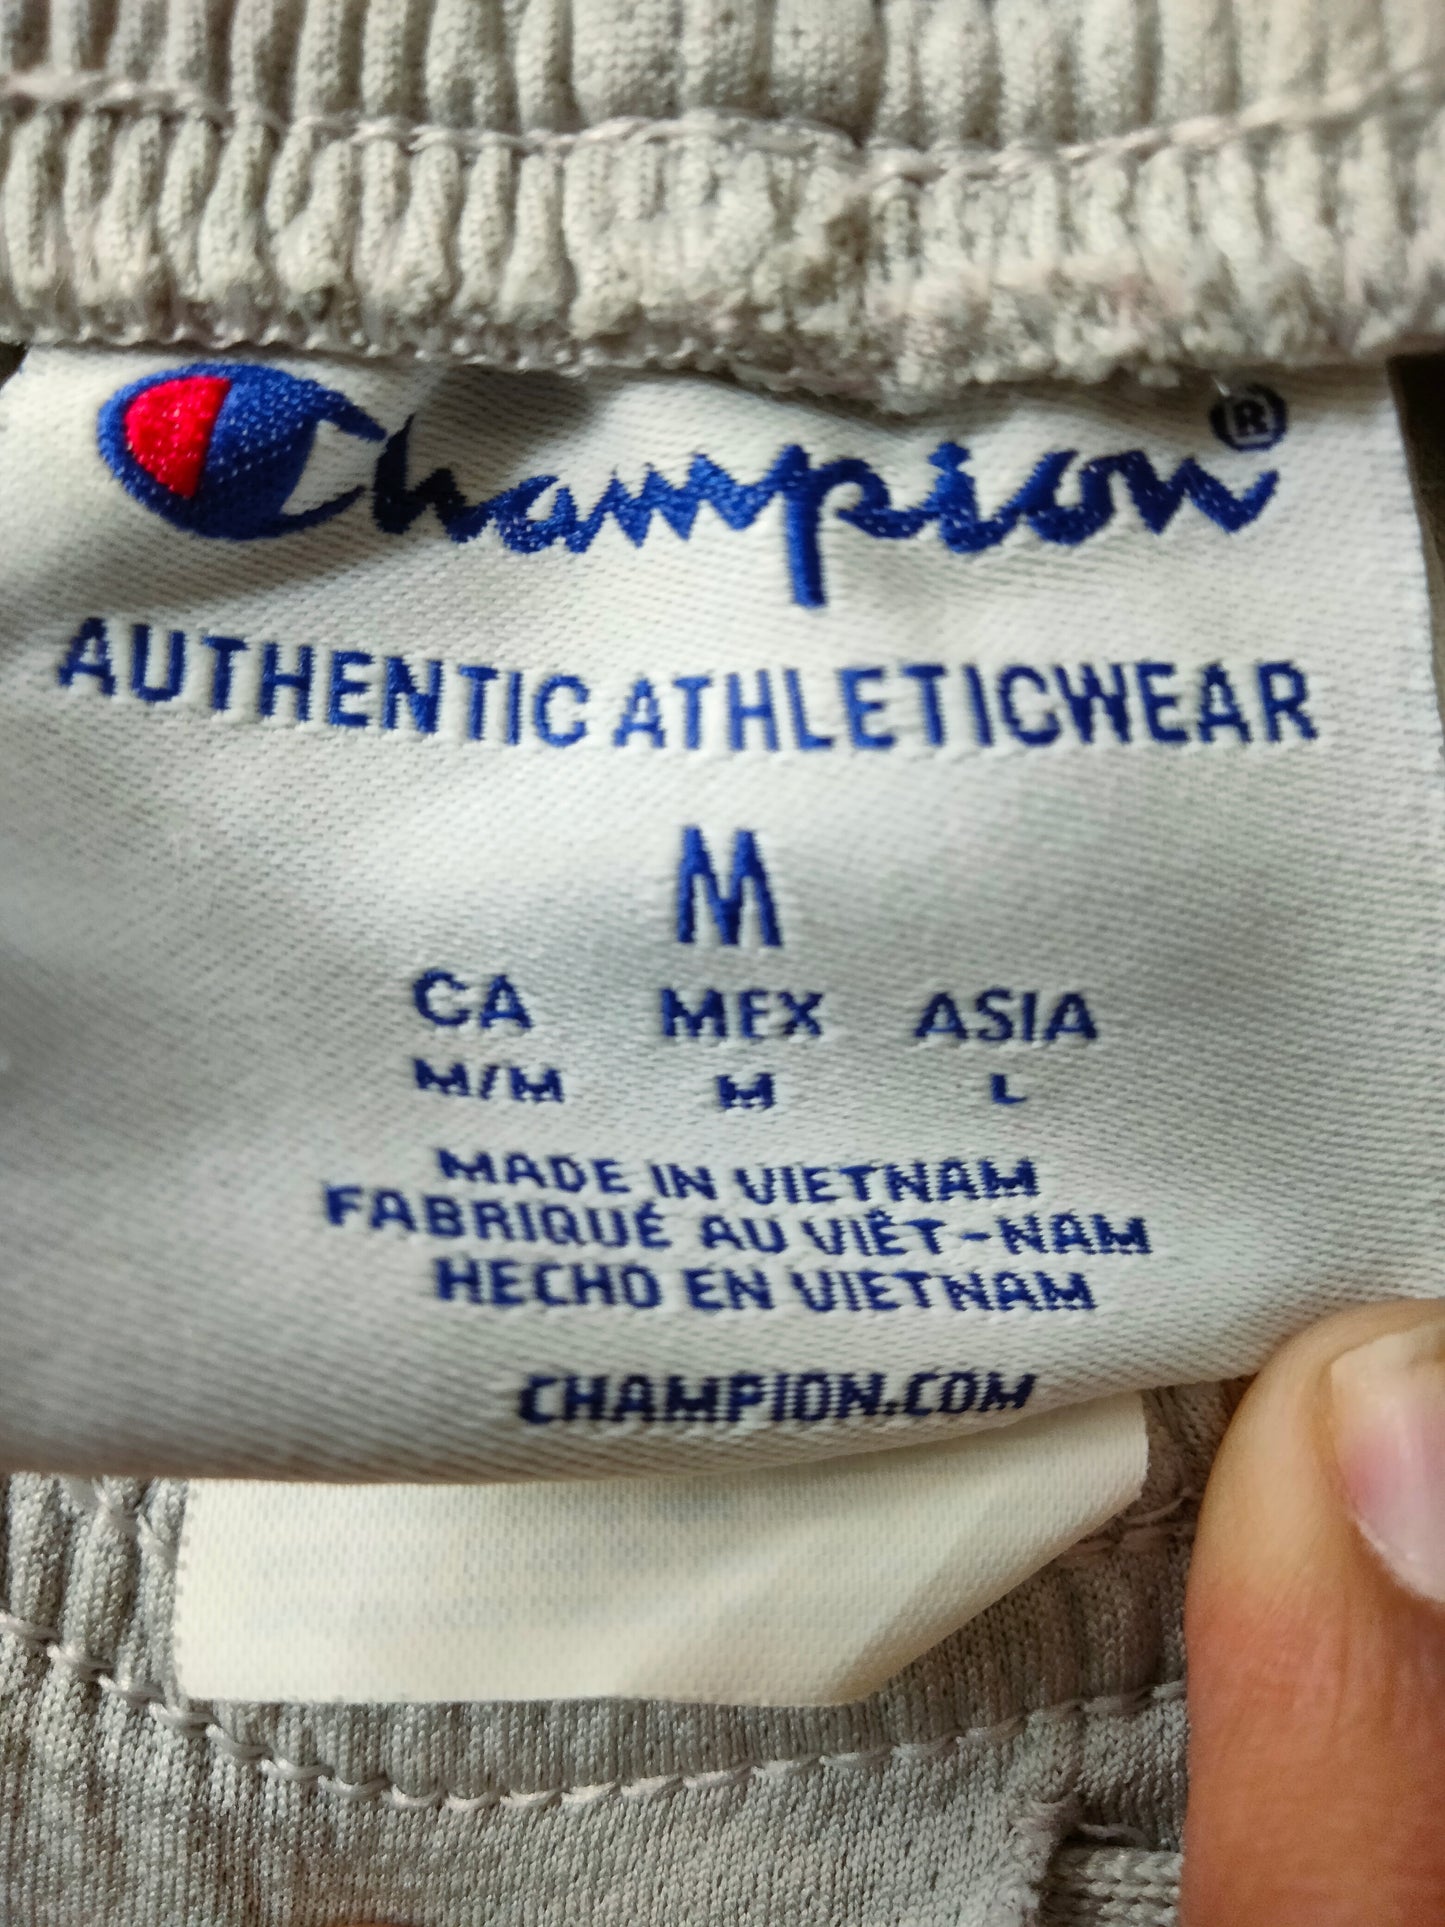 Champion®
AUTHENTIC ATHLETICWEAR
M
CA MEX ASIA
M/M M L
MADE IN VIETNAM
FABRIQUÉ AU VIÊT-NAM
HECHO EN VIETNAM
CHAMPION.COM